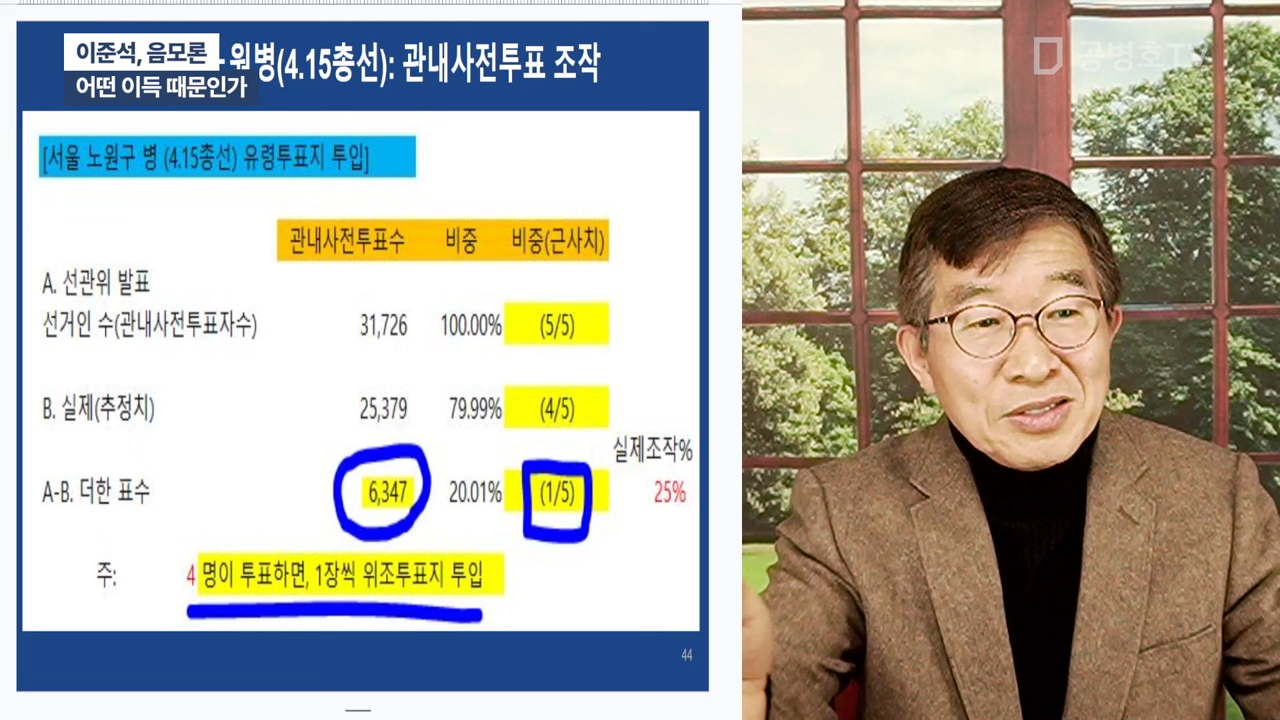 이준석, 음모론
어떤 이득 때문인가
원병(4.15총선): 관내사전투표 조작
공병호T
[서울 노원구 병 (4.15총선) 유령투표지 투입]
관내사전투표수 비중 비중(근사치)
A. 선관위 발표
선거인 수(관내사전투표자수) 31,726 100.00% (5/5)
B. 실제(추정치) 25,379 79.99% (4/5)
실제조작%
A-B. 더한 표수 6,347 20.01% (1/5) 25%
주: 4 명이 투표하면, 1장씩 위조투표지 투입
44